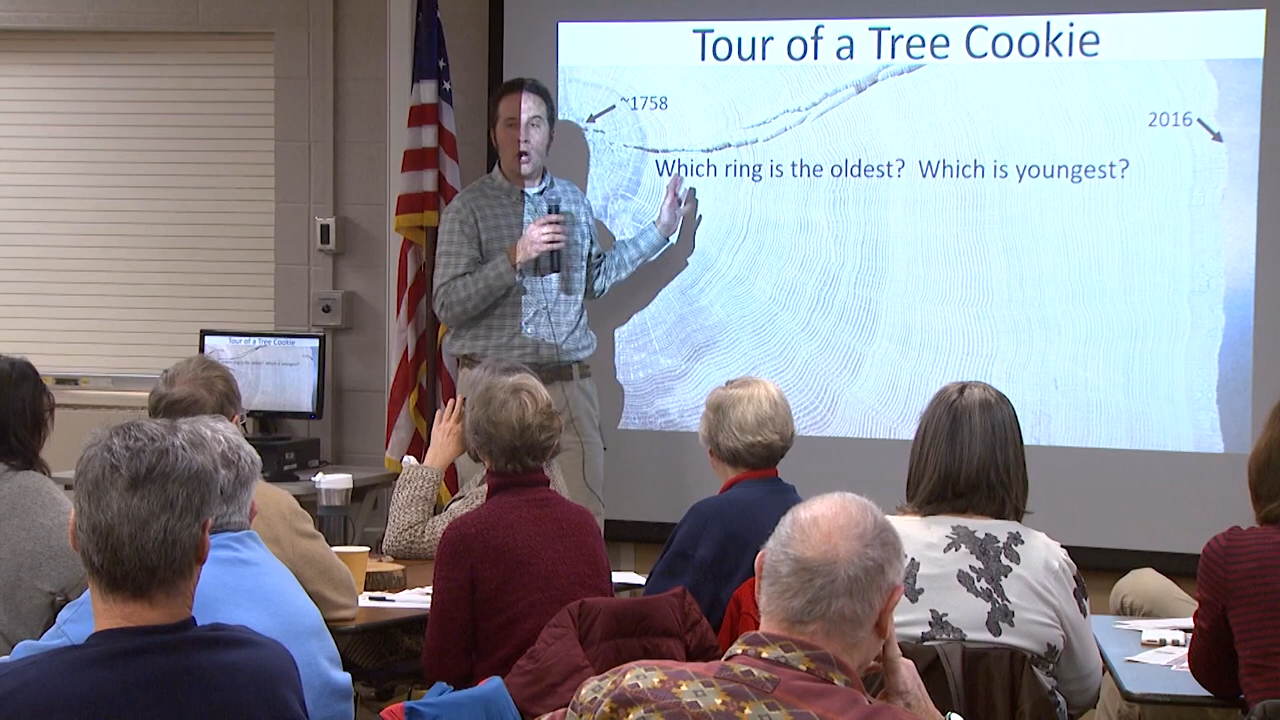 Tour of a Tree Cookie
~1758
2016
Which ring is the oldest? Which is youngest?
Tour of a Tree Cookie